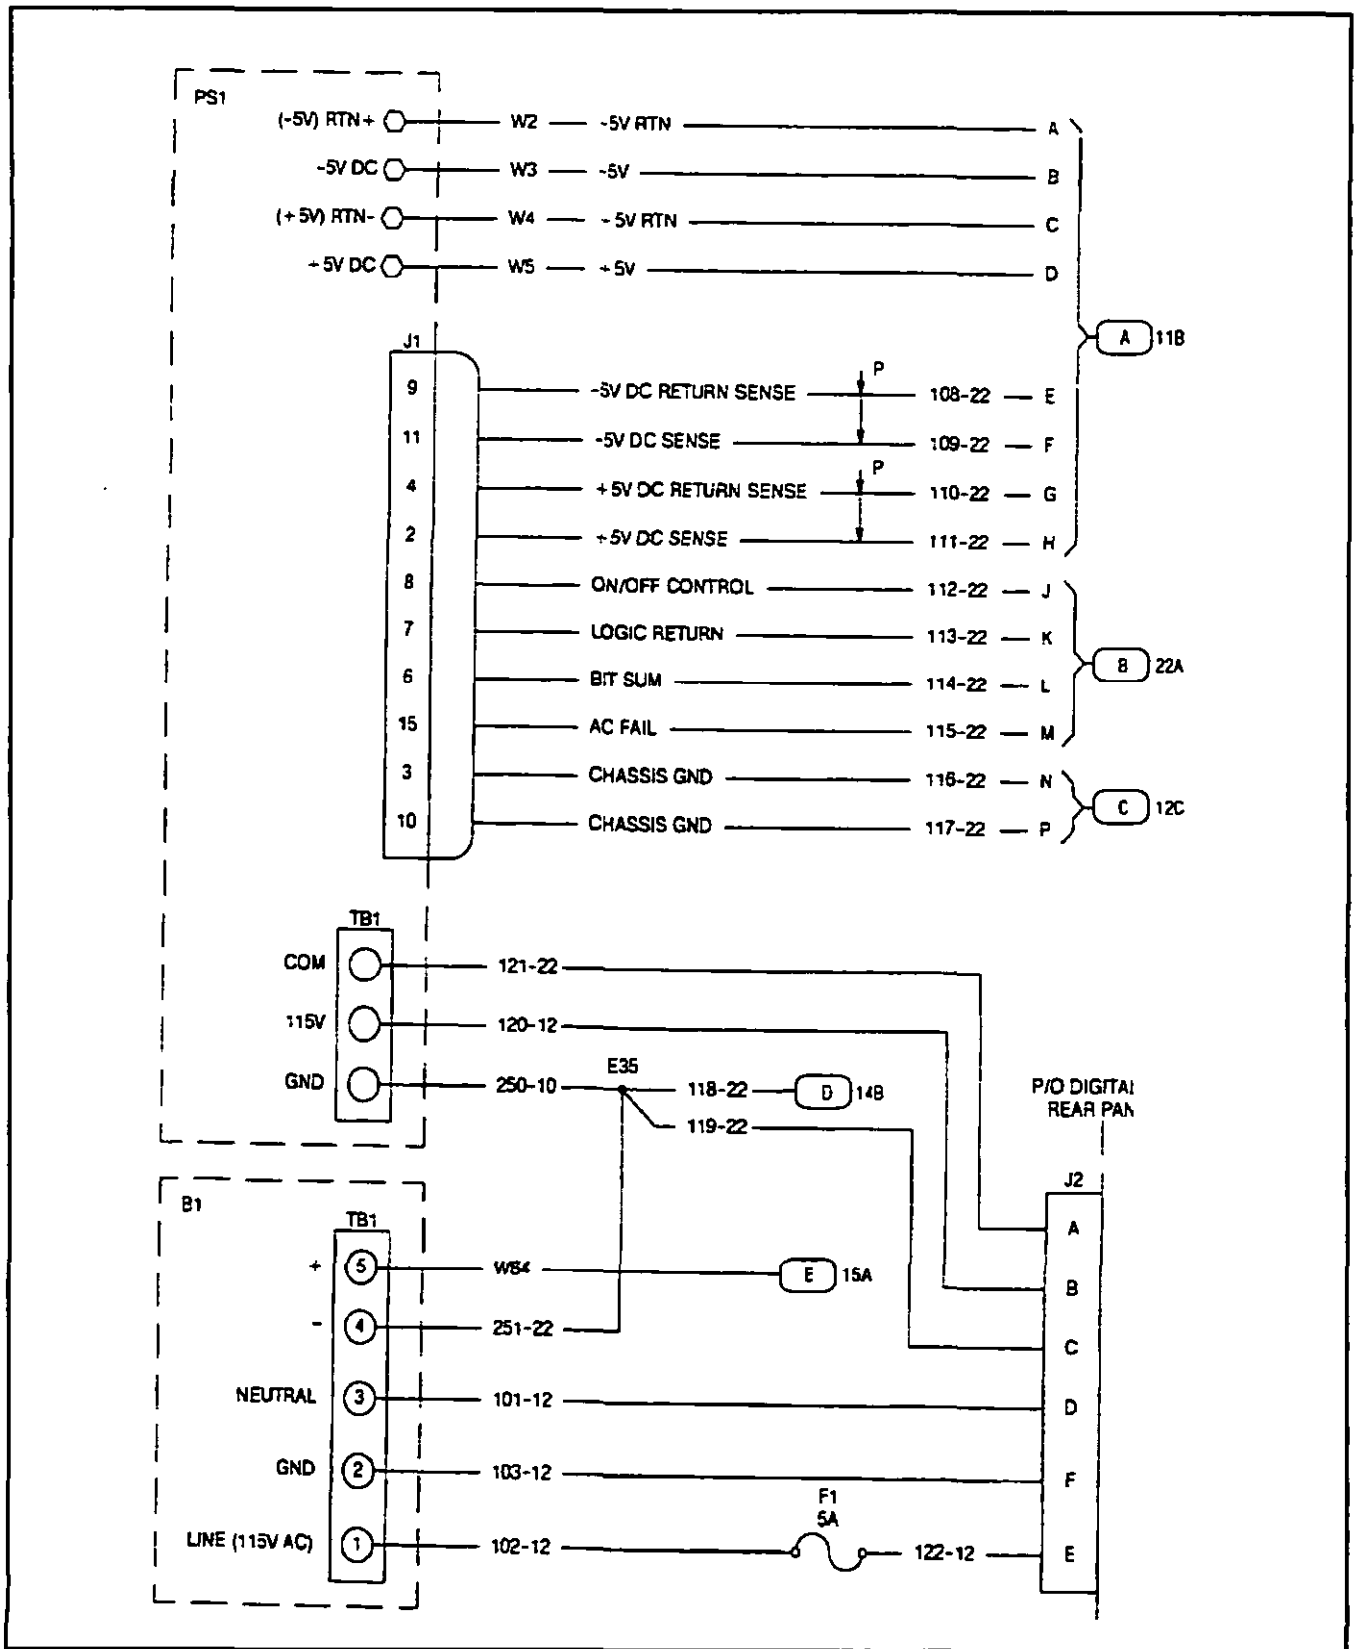 PS1
(-5V) RTN+ W2 -5V RTN A
-5V DC W3 -5V B
(+5V) RTN- W4 -5V RTN C
+5V DC W5 +5V D
A 11B
J1
P
9 -5V DC RETURN SENSE 108-22 E
11 -5V DC SENSE 109-22 F
P
4 +5V DC RETURN SENSE 110-22 G
2 +5V DC SENSE 111-22 H
8 ON/OFF CONTROL 112-22 J
7 LOGIC RETURN 113-22 K
B 22A
6 BIT SUM 114-22 L
15 AC FAIL 115-22 M
3 CHASSIS GND 116-22 N
C 12C
10 CHASSIS GND 117-22 P
TB1
COM 121-22
115V 120-12
E35
GND 250-10 118-22 D 14B
119-22
P/O DIGITAL
REAR PAN
J2
B1
TB1
A
+ 5 W64 E 15A
B
- 4 251-22
C
NEUTRAL 3 101-12 D
GND 2 103-12 F
F1
5A
LINE (115V AC) 1 102-12 122-12 E